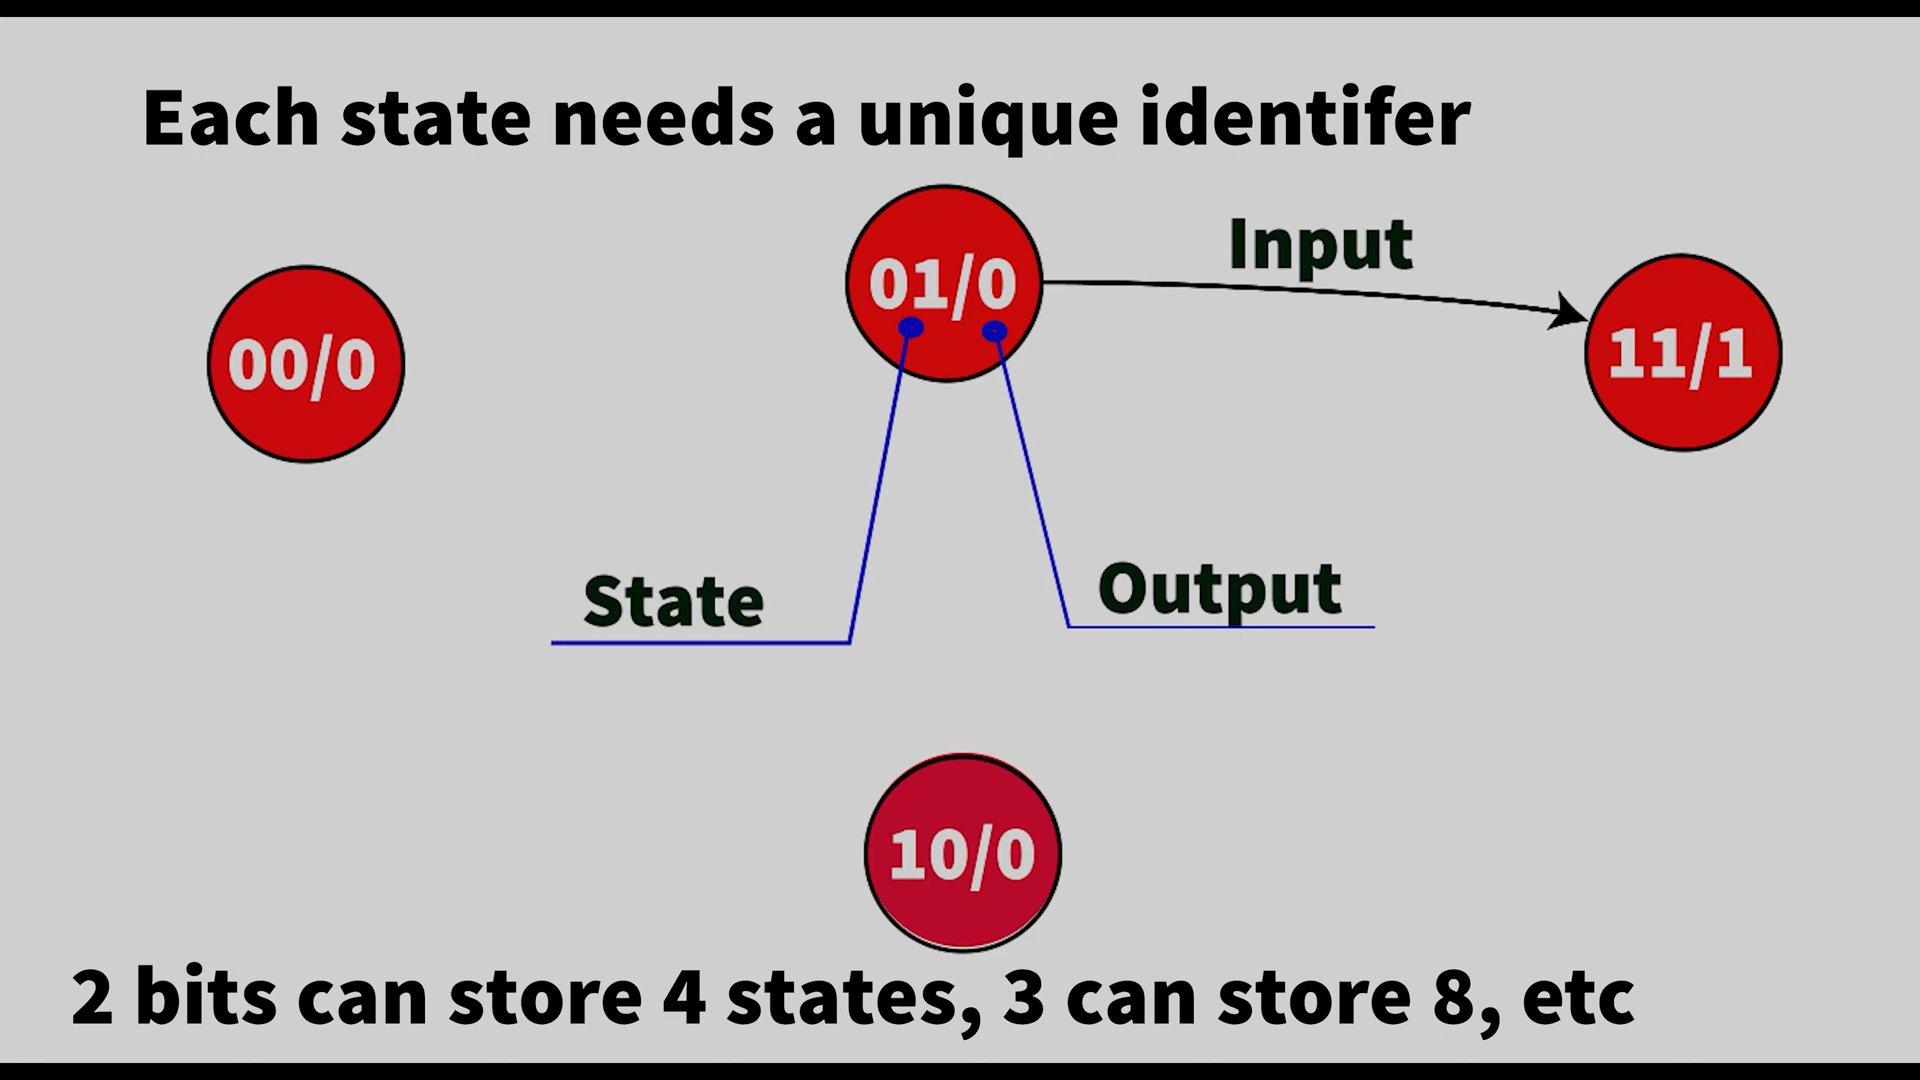 Each state needs a unique identifer
01/0
Input
00/0
11/1
State
Output
10/0
2 bits can store 4 states, 3 can store 8, etc